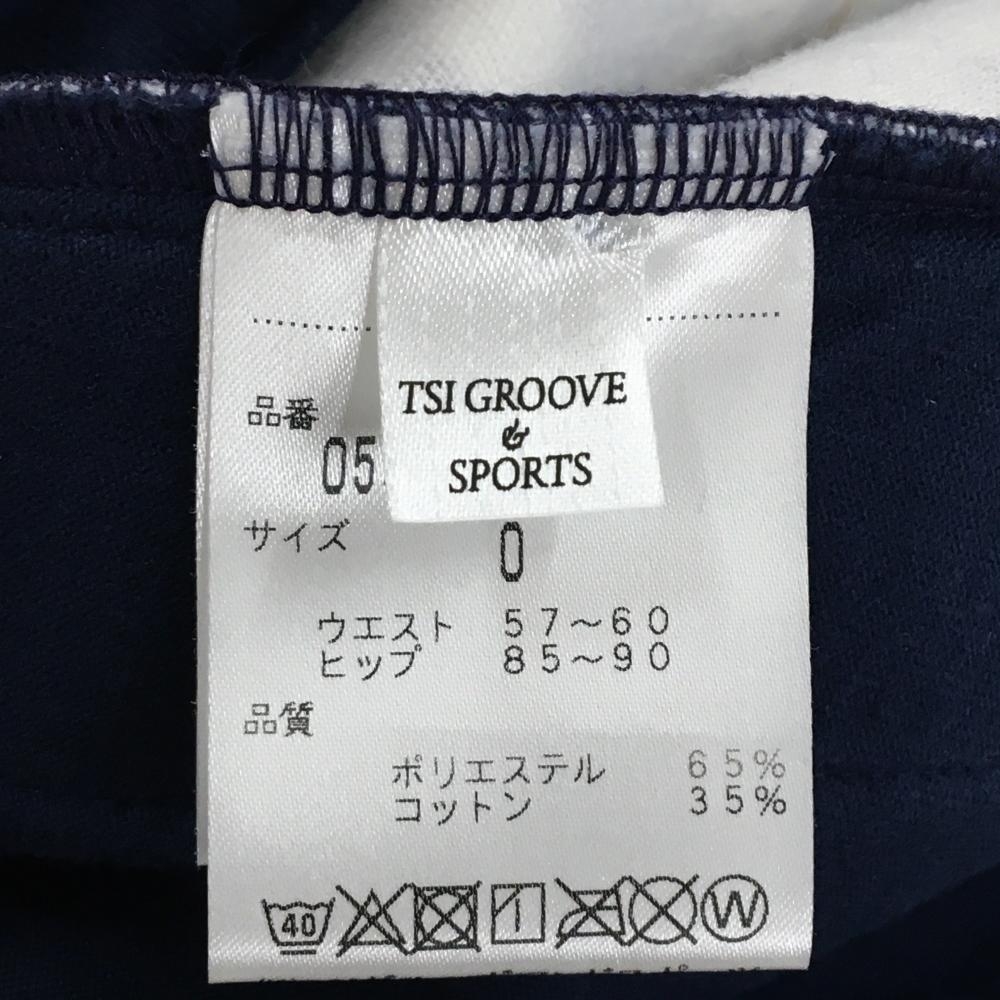 TSI GROOVE
&
SPORTS
品番
05
サイズ 0
ウエスト 57～60
ヒップ 85～90
品質
ポリエステル 65%
コットン 35%
40
W